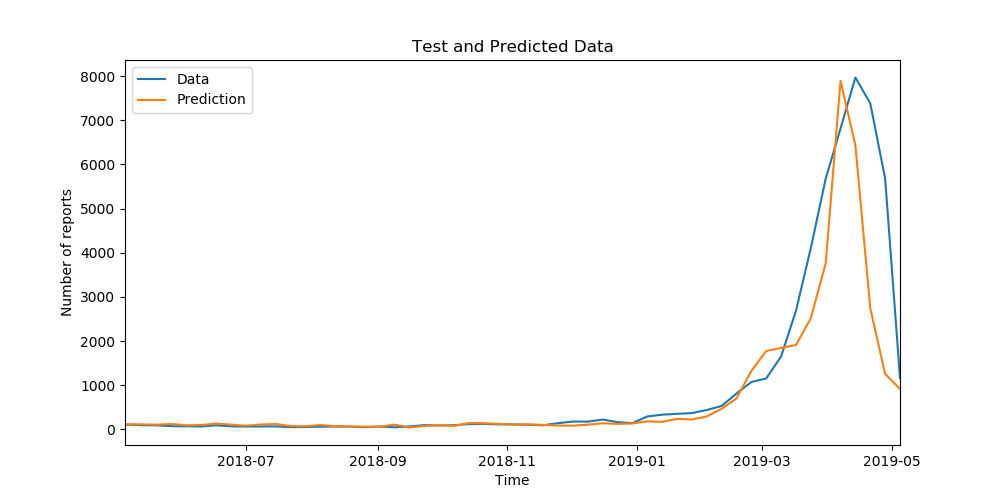 Test and Predicted Data
Data
Prediction
8000
7000
6000
5000
4000
3000
2000
1000
0
Number of reports
2018-07 2018-09 2018-11 2019-01 2019-03 2019-05
Time